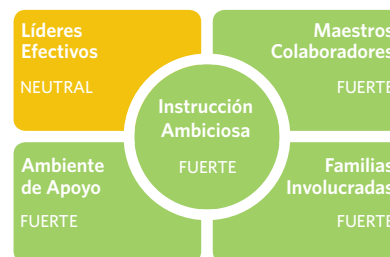 Líderes
Efectivos
NEUTRAL
Maestros
Colaboradores
FUERTE
Instrucción
Ambiciosa
FUERTE
Ambiente
de Apoyo
FUERTE
Familias
Involucradas
FUERTE